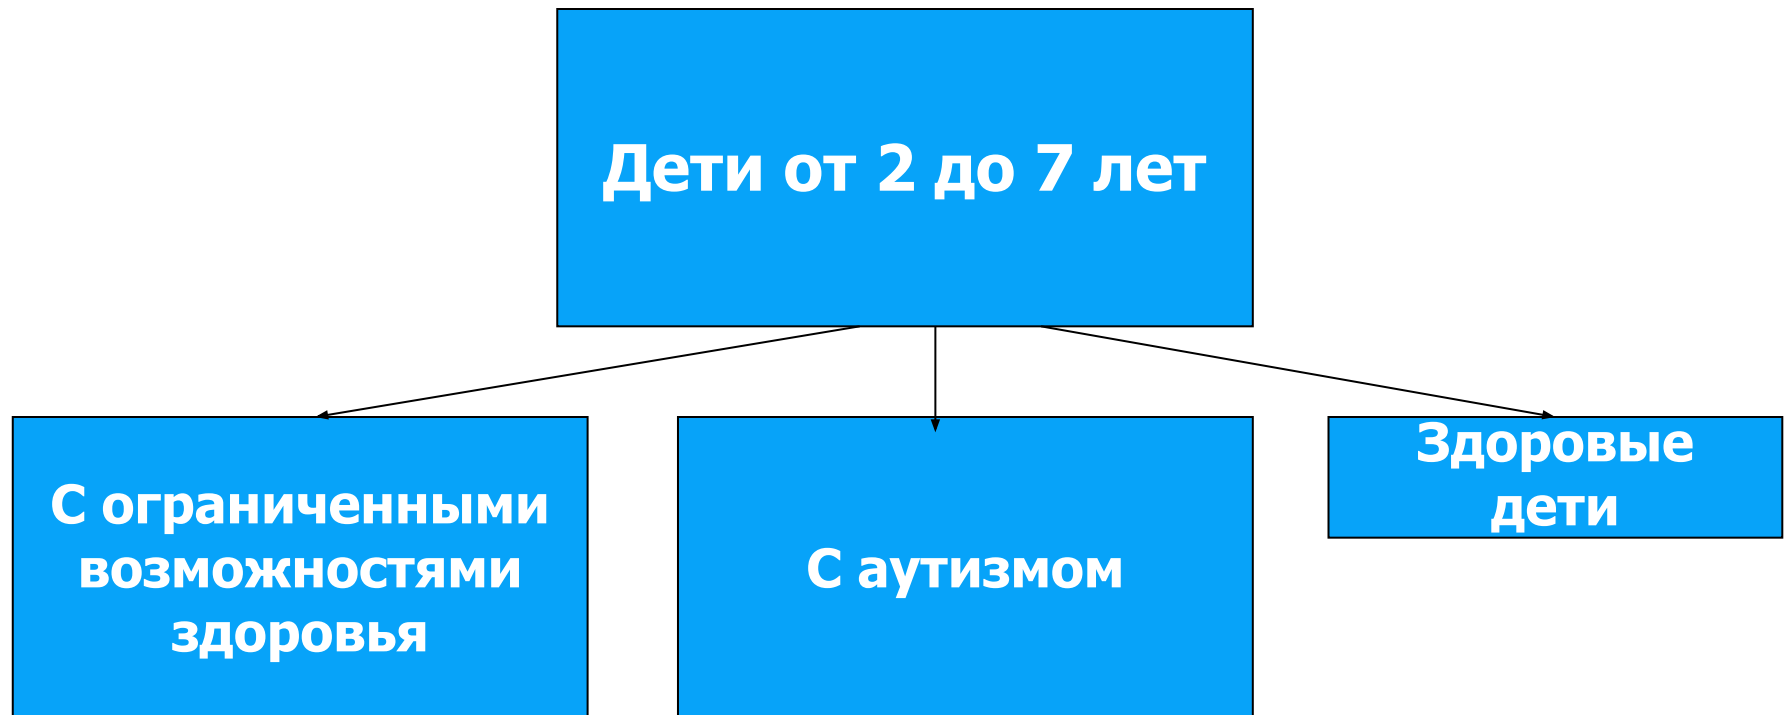 Дети от 2 до 7 лет
С ограниченными
возможностями
здоровья
С аутизмом
Здоровые
дети